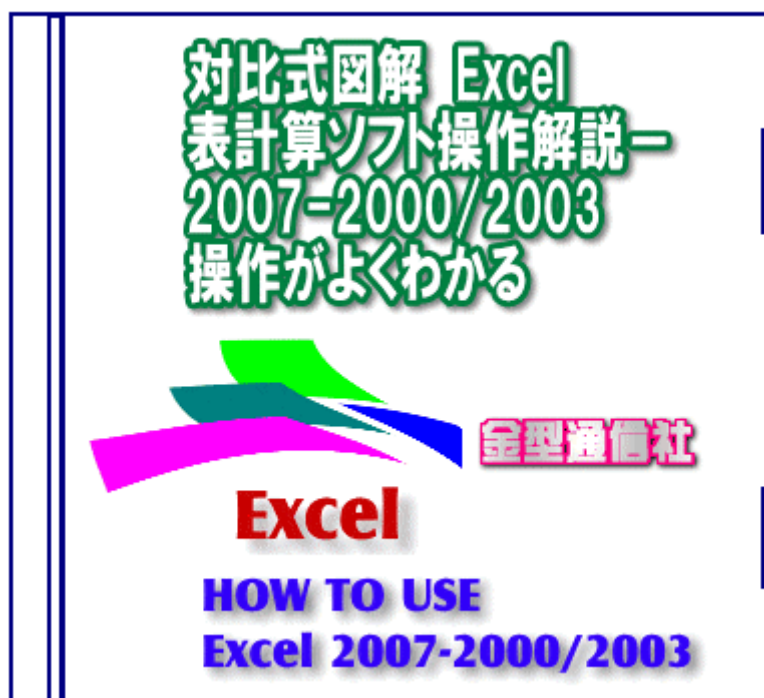 対比式図解 Excel
表計算ソフト操作解説ー
2007-2000/2003
操作がよくわかる
金型通信社
Excel
HOW TO USE
Excel 2007-2000/2003